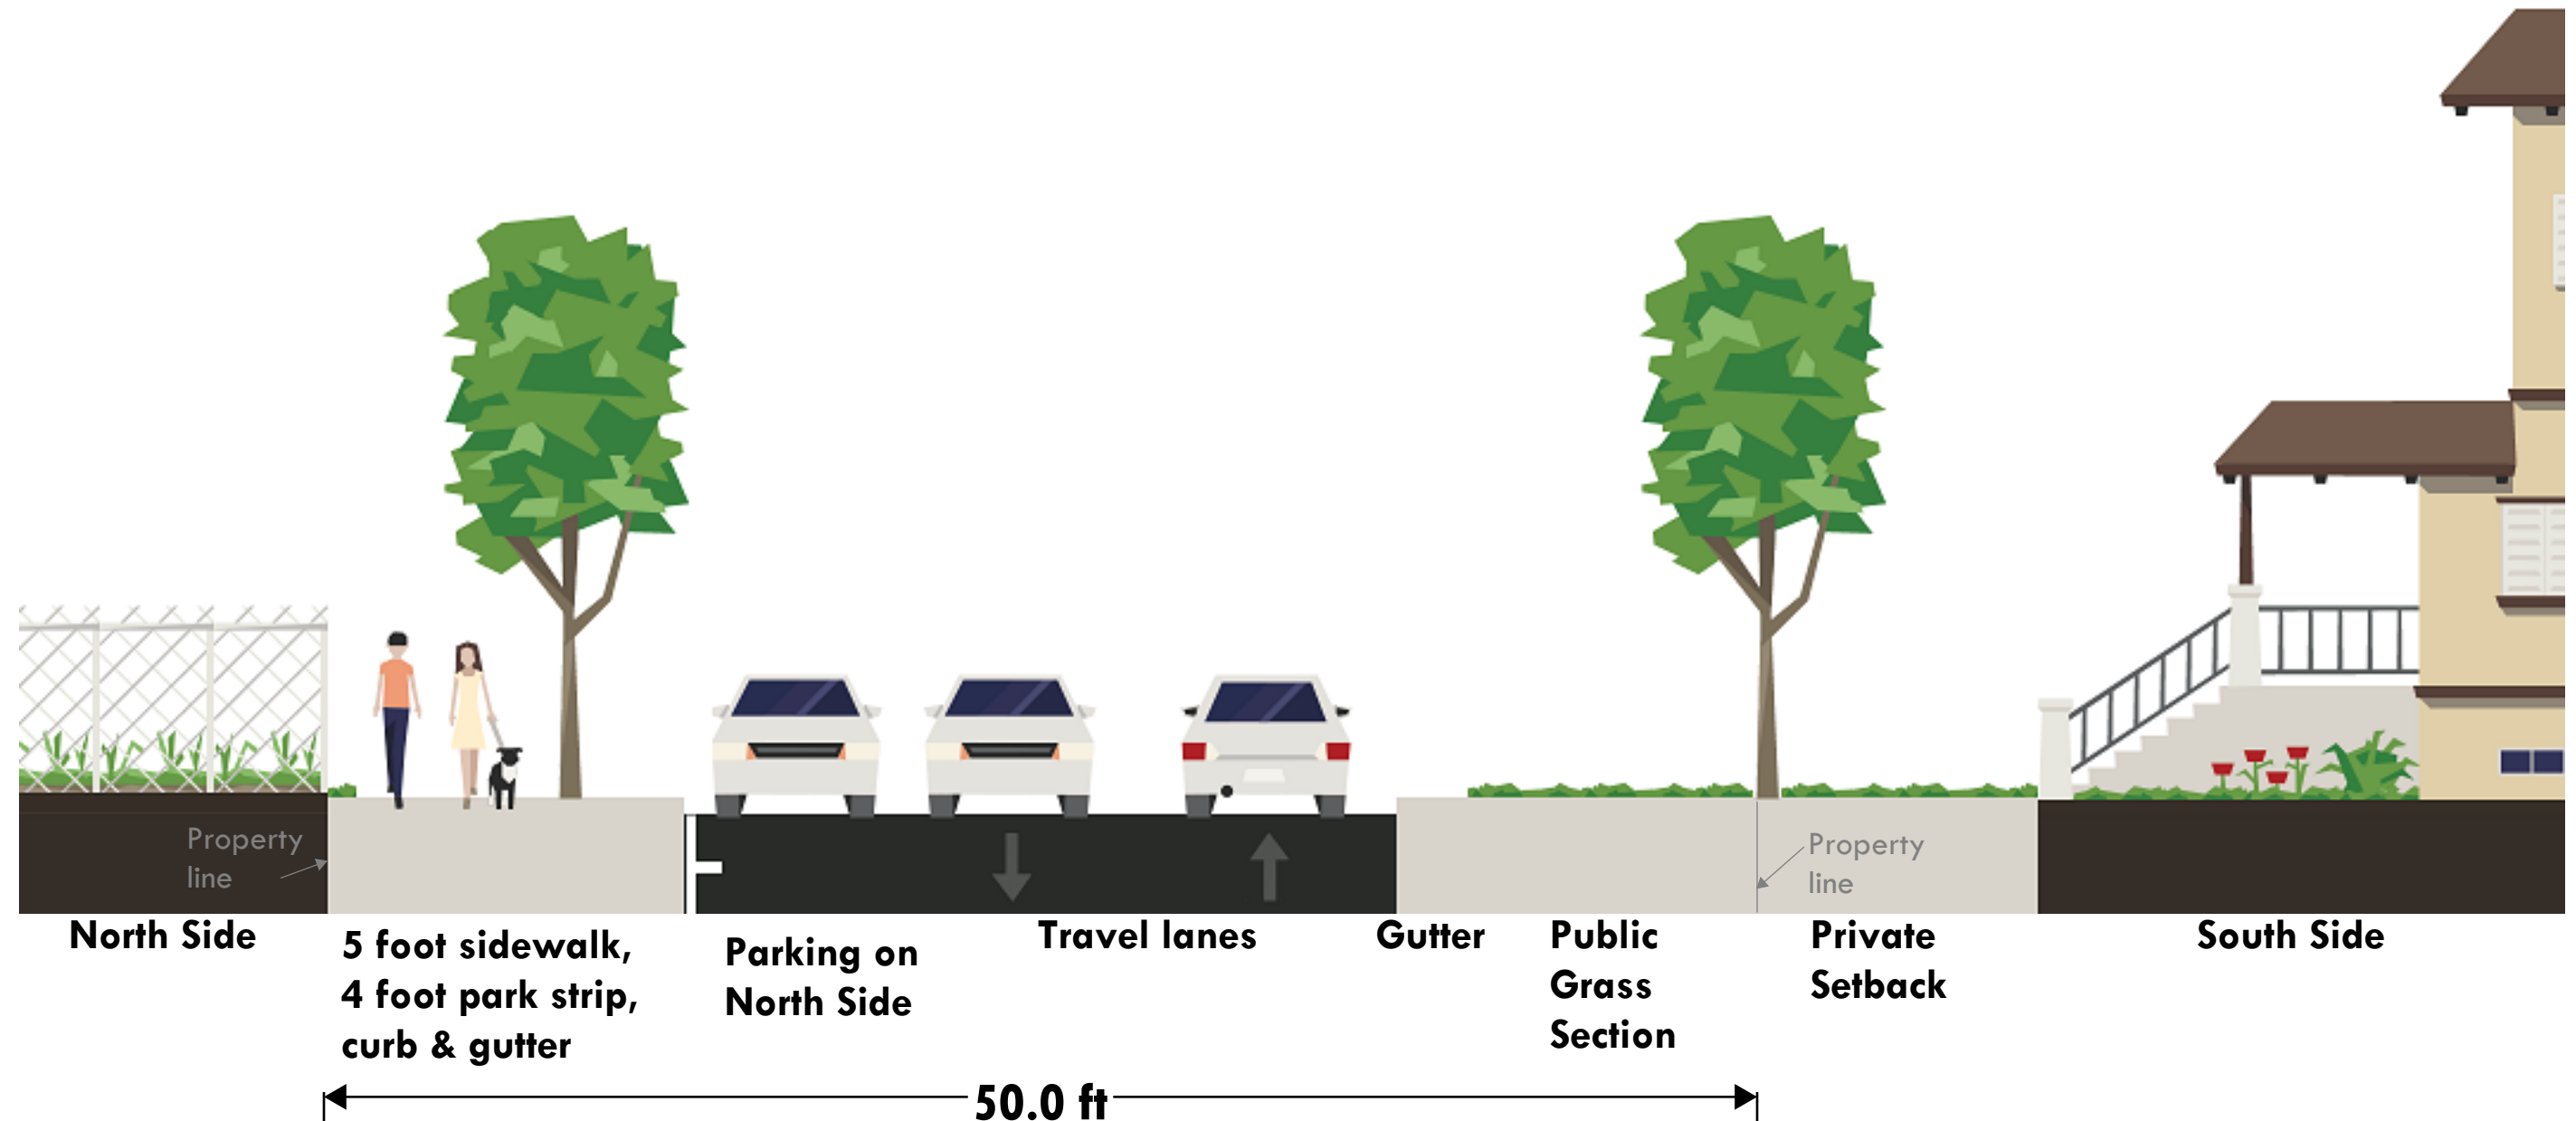 Property
line
Property
line
North Side
5 foot sidewalk,
4 foot park strip,
curb & gutter
Parking on
North Side
Travel lanes
Gutter
Public
Grass
Section
Private
Setback
South Side
50.0 ft